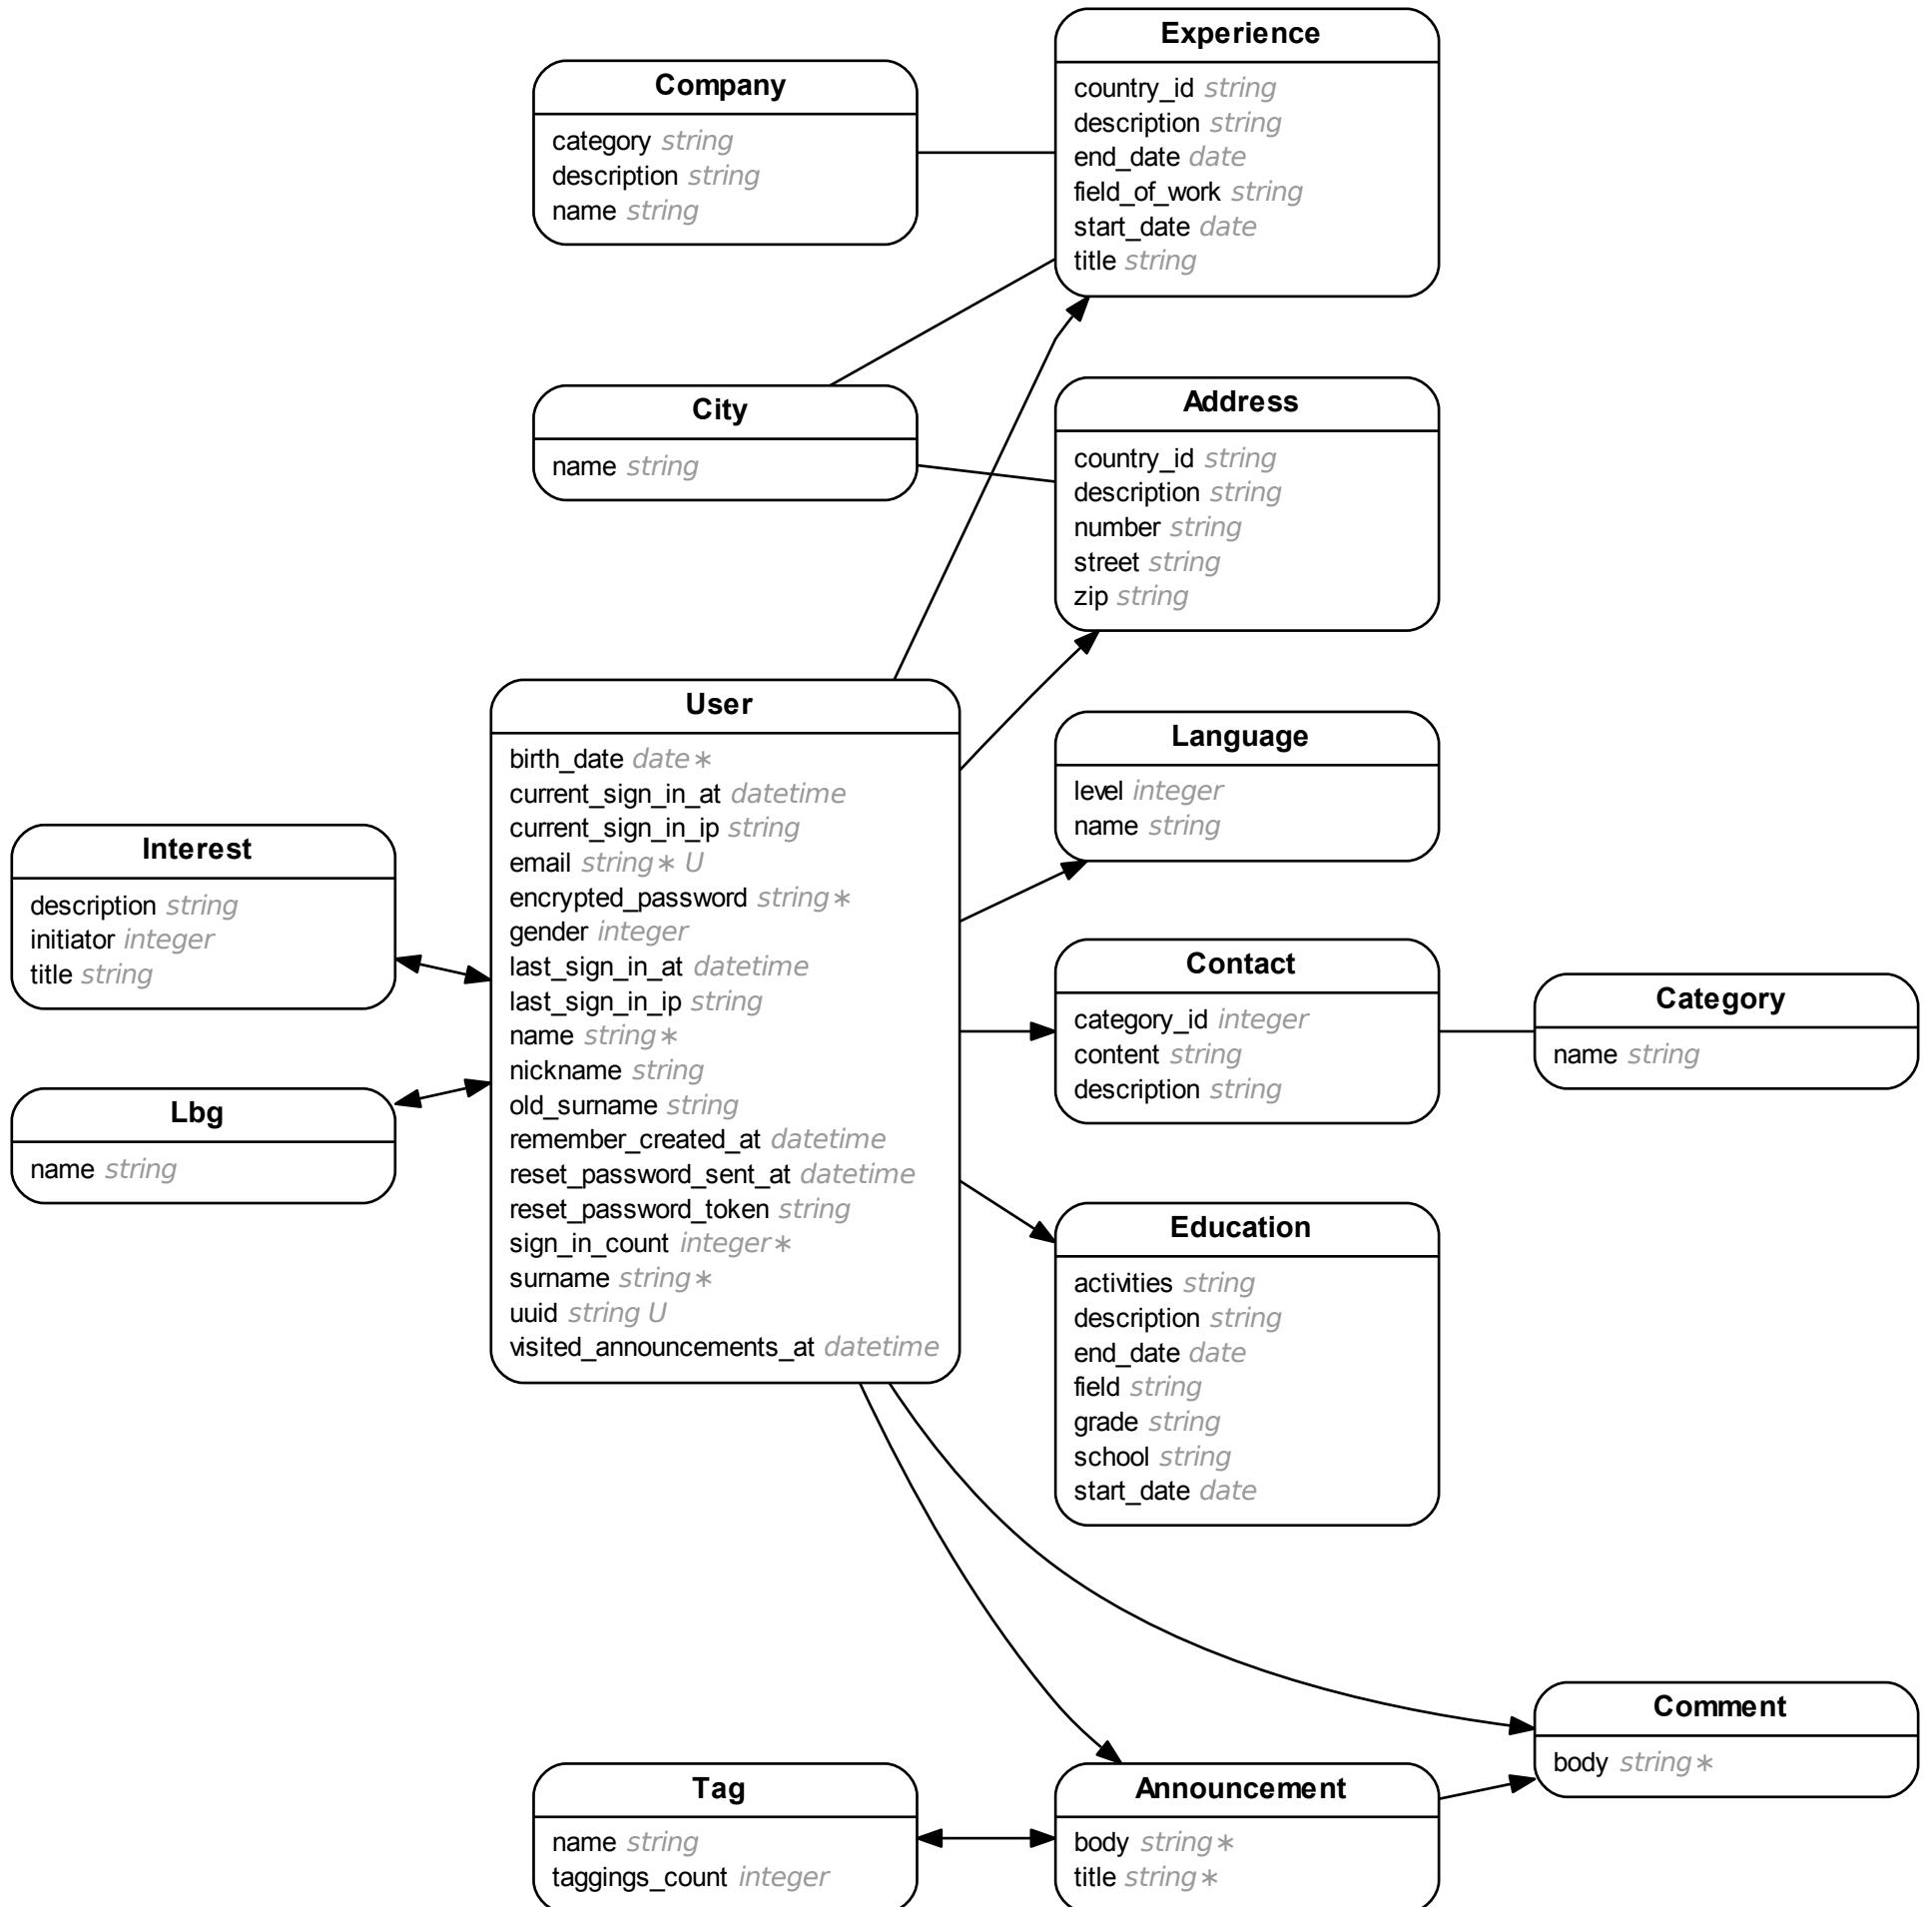 Experience
country_id string
description string
end_date date
field_of_work string
start_date date
title string
Company
category string
description string
name string
City
name string
Address
country_id string
description string
number string
street string
zip string
User
birth_date date∗
current_sign_in_at datetime
current_sign_in_ip string
email string∗ U
encrypted_password string∗
gender integer
last_sign_in_at datetime
last_sign_in_ip string
name string∗
nickname string
old_surname string
remember_created_at datetime
reset_password_sent_at datetime
reset_password_token string
sign_in_count integer∗
surname string∗
uuid string U
visited_announcements_at datetime
Language
level integer
name string
Interest
description string
initiator integer
title string
Contact
category_id integer
content string
description string
Category
name string
Lbg
name string
Education
activities string
description string
end_date date
field string
grade string
school string
start_date date
Comment
body string∗
Tag
name string
taggings_count integer
Announcement
body string∗
title string∗